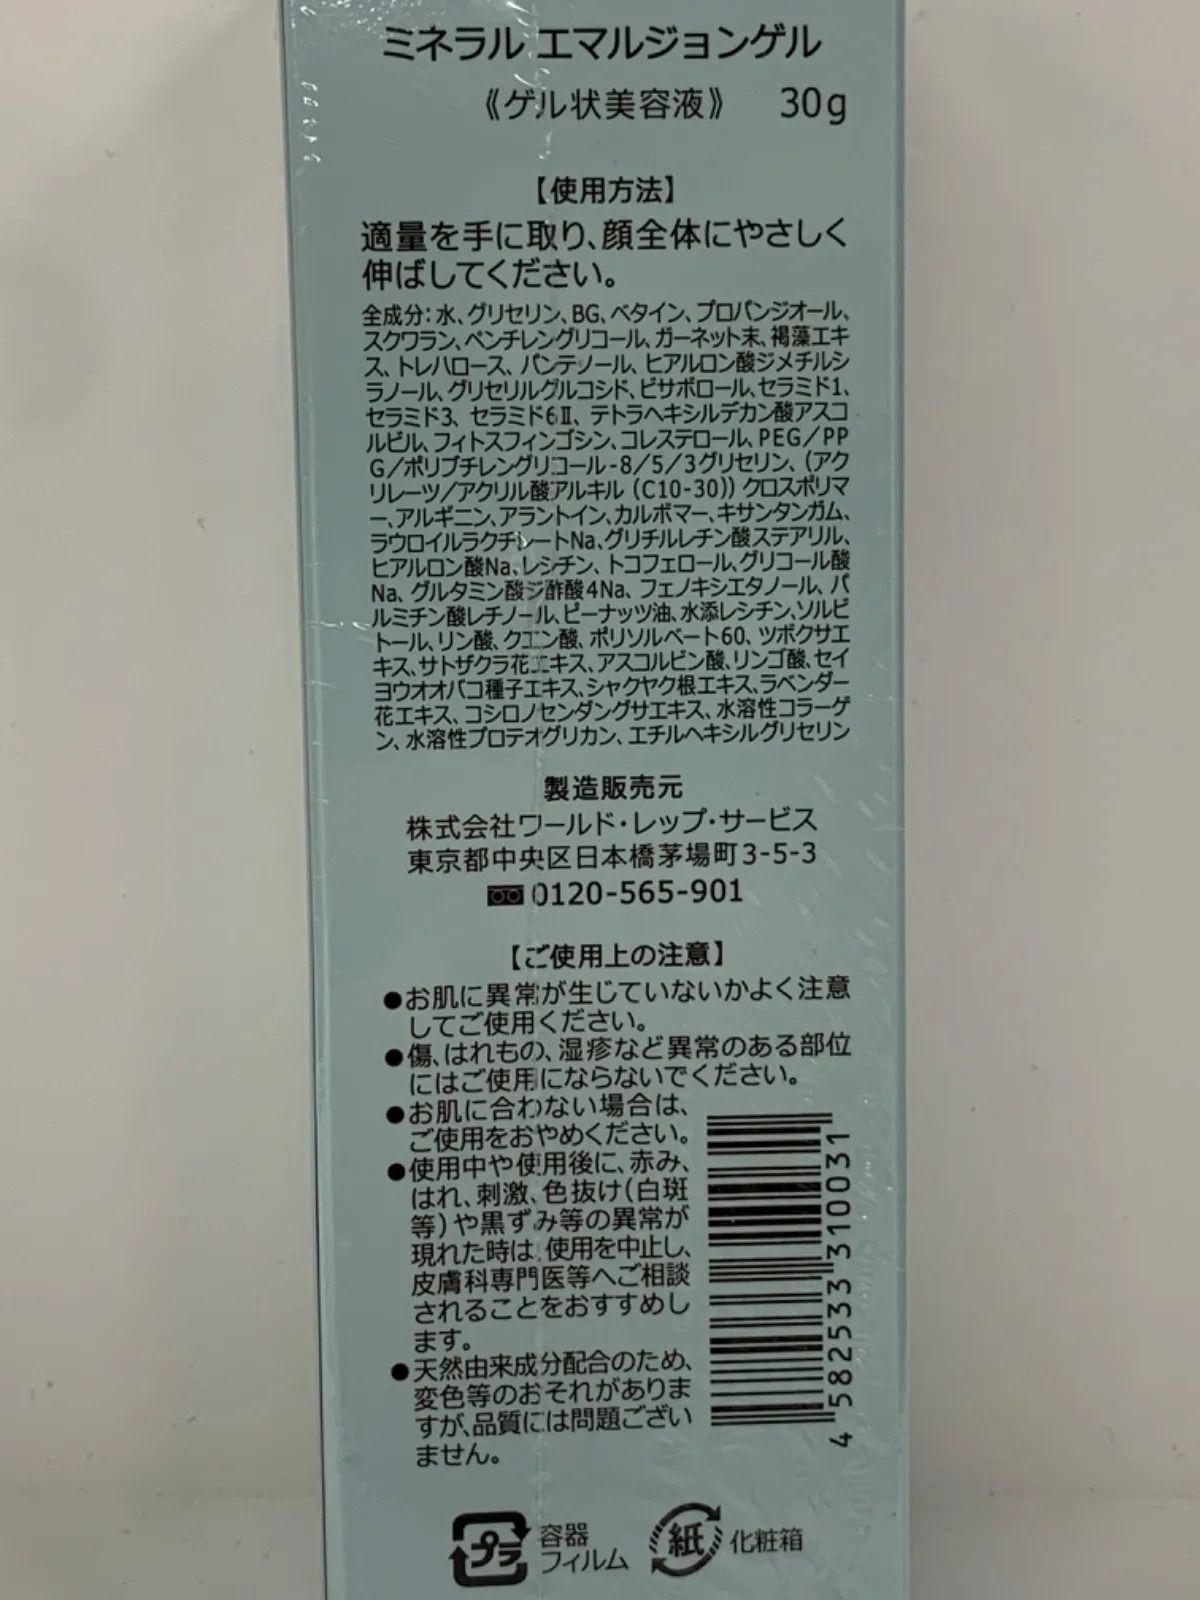 ミネラル エマルジョンゲル
《ゲル状美容液》 30g
【使用方法】
適量を手に取り、顔全体にやさしく
伸ばしてください。
全成分：水、グリセリン、BG、ベタイン、プロパンジオール、
スクワラン、ペンチレングリコール、ガーネット末、褐藻エキ
ス、トレハロース、パンテノール、ヒアルロン酸ジメチルシ
ラノール、グリセリルグルコシド、ビサボロール、セラミド1、
セラミド3、セラミド6Ⅱ、テトラヘキシルデカン酸アスコ
ルビル、フィトスフィンゴシン、コレステロール、PEG／PP
G／ポリブチレングリコール-8／5／3グリセリン、（アク
リレーツ／アクリル酸アルキル（C10-30））クロスポリマ
ー、アルギニン、アラントイン、カルボマー、キサンタンガム、
ラウロイルラクチレートNa、グリチルレチン酸ステアリル、
ヒアルロン酸Na、レシチン、トコフェロール、グリコール酸
Na、グルタミン酸ジ酢酸4Na、フェノキシエタノール、パ
ルミチン酸レチノール、ピーナッツ油、水添レシチン、ソルビ
トール、リン酸、クエン酸、ポリソルベート60、ツボクサエ
キス、サトザクラ花エキス、アスコルビン酸、リンゴ酸、セイ
ヨウオオバコ種子エキス、シャクヤク根エキス、ラベンダー
花エキス、コシロノセンダングサエキス、水溶性コラーゲ
ン、水溶性プロテオグリカン、エチルヘキシルグリセリン
製造販売元
株式会社ワールド・レップ・サービス
東京都中央区日本橋茅場町3-5-3
0120-565-901
【ご使用上の注意】
●お肌に異常が生じていないかよく注意
してご使用ください。
●傷、はれもの、湿疹など異常のある部位
にはご使用にならないでください。
●お肌に合わない場合は、
ご使用をおやめください。
●使用中や使用後に、赤み、
はれ、刺激、色抜け（白斑
等）や黒ずみ等の異常が
現れた時は、使用を中止し、
皮膚科専門医等へご相談
されることをおすすめし
ます。
●天然由来成分配合のため、
変色等のおそれがありま
すが、品質には問題ござい
ません。
4 582533 310031
プラ 容器
フィルム
紙 化粧箱